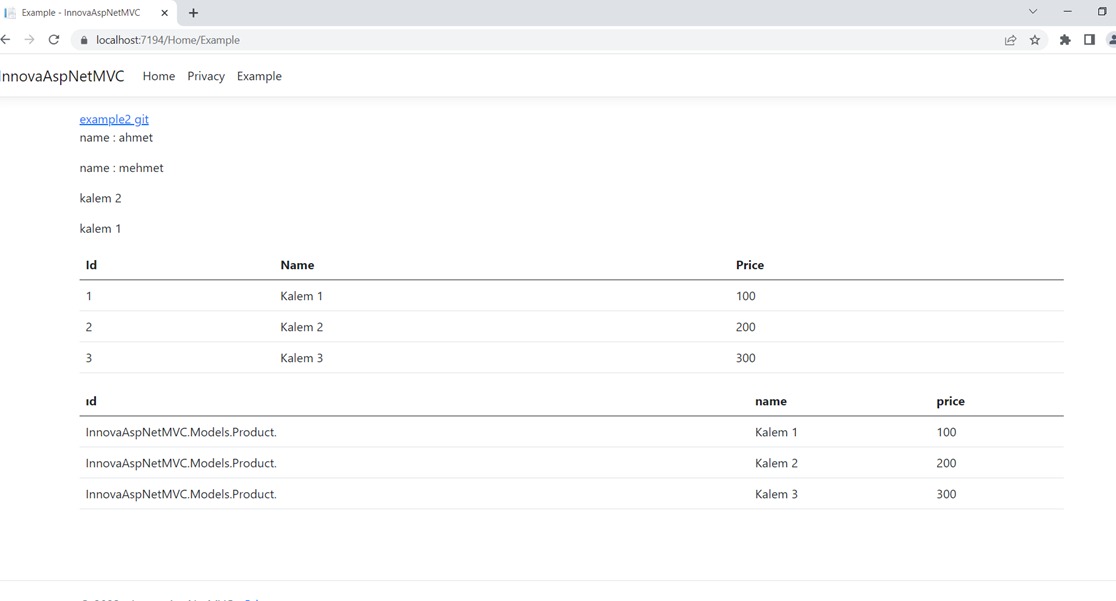 Example - InnovaAspNetMVC
localhost:7194/Home/Example
InnovaAspNetMVC Home Privacy Example
example2 git
name : ahmet
name : mehmet
kalem 2
kalem 1
Id Name Price
1 Kalem 1 100
2 Kalem 2 200
3 Kalem 3 300
ıd name price
InnovaAspNetMVC.Models.Product. Kalem 1 100
InnovaAspNetMVC.Models.Product. Kalem 2 200
InnovaAspNetMVC.Models.Product. Kalem 3 300